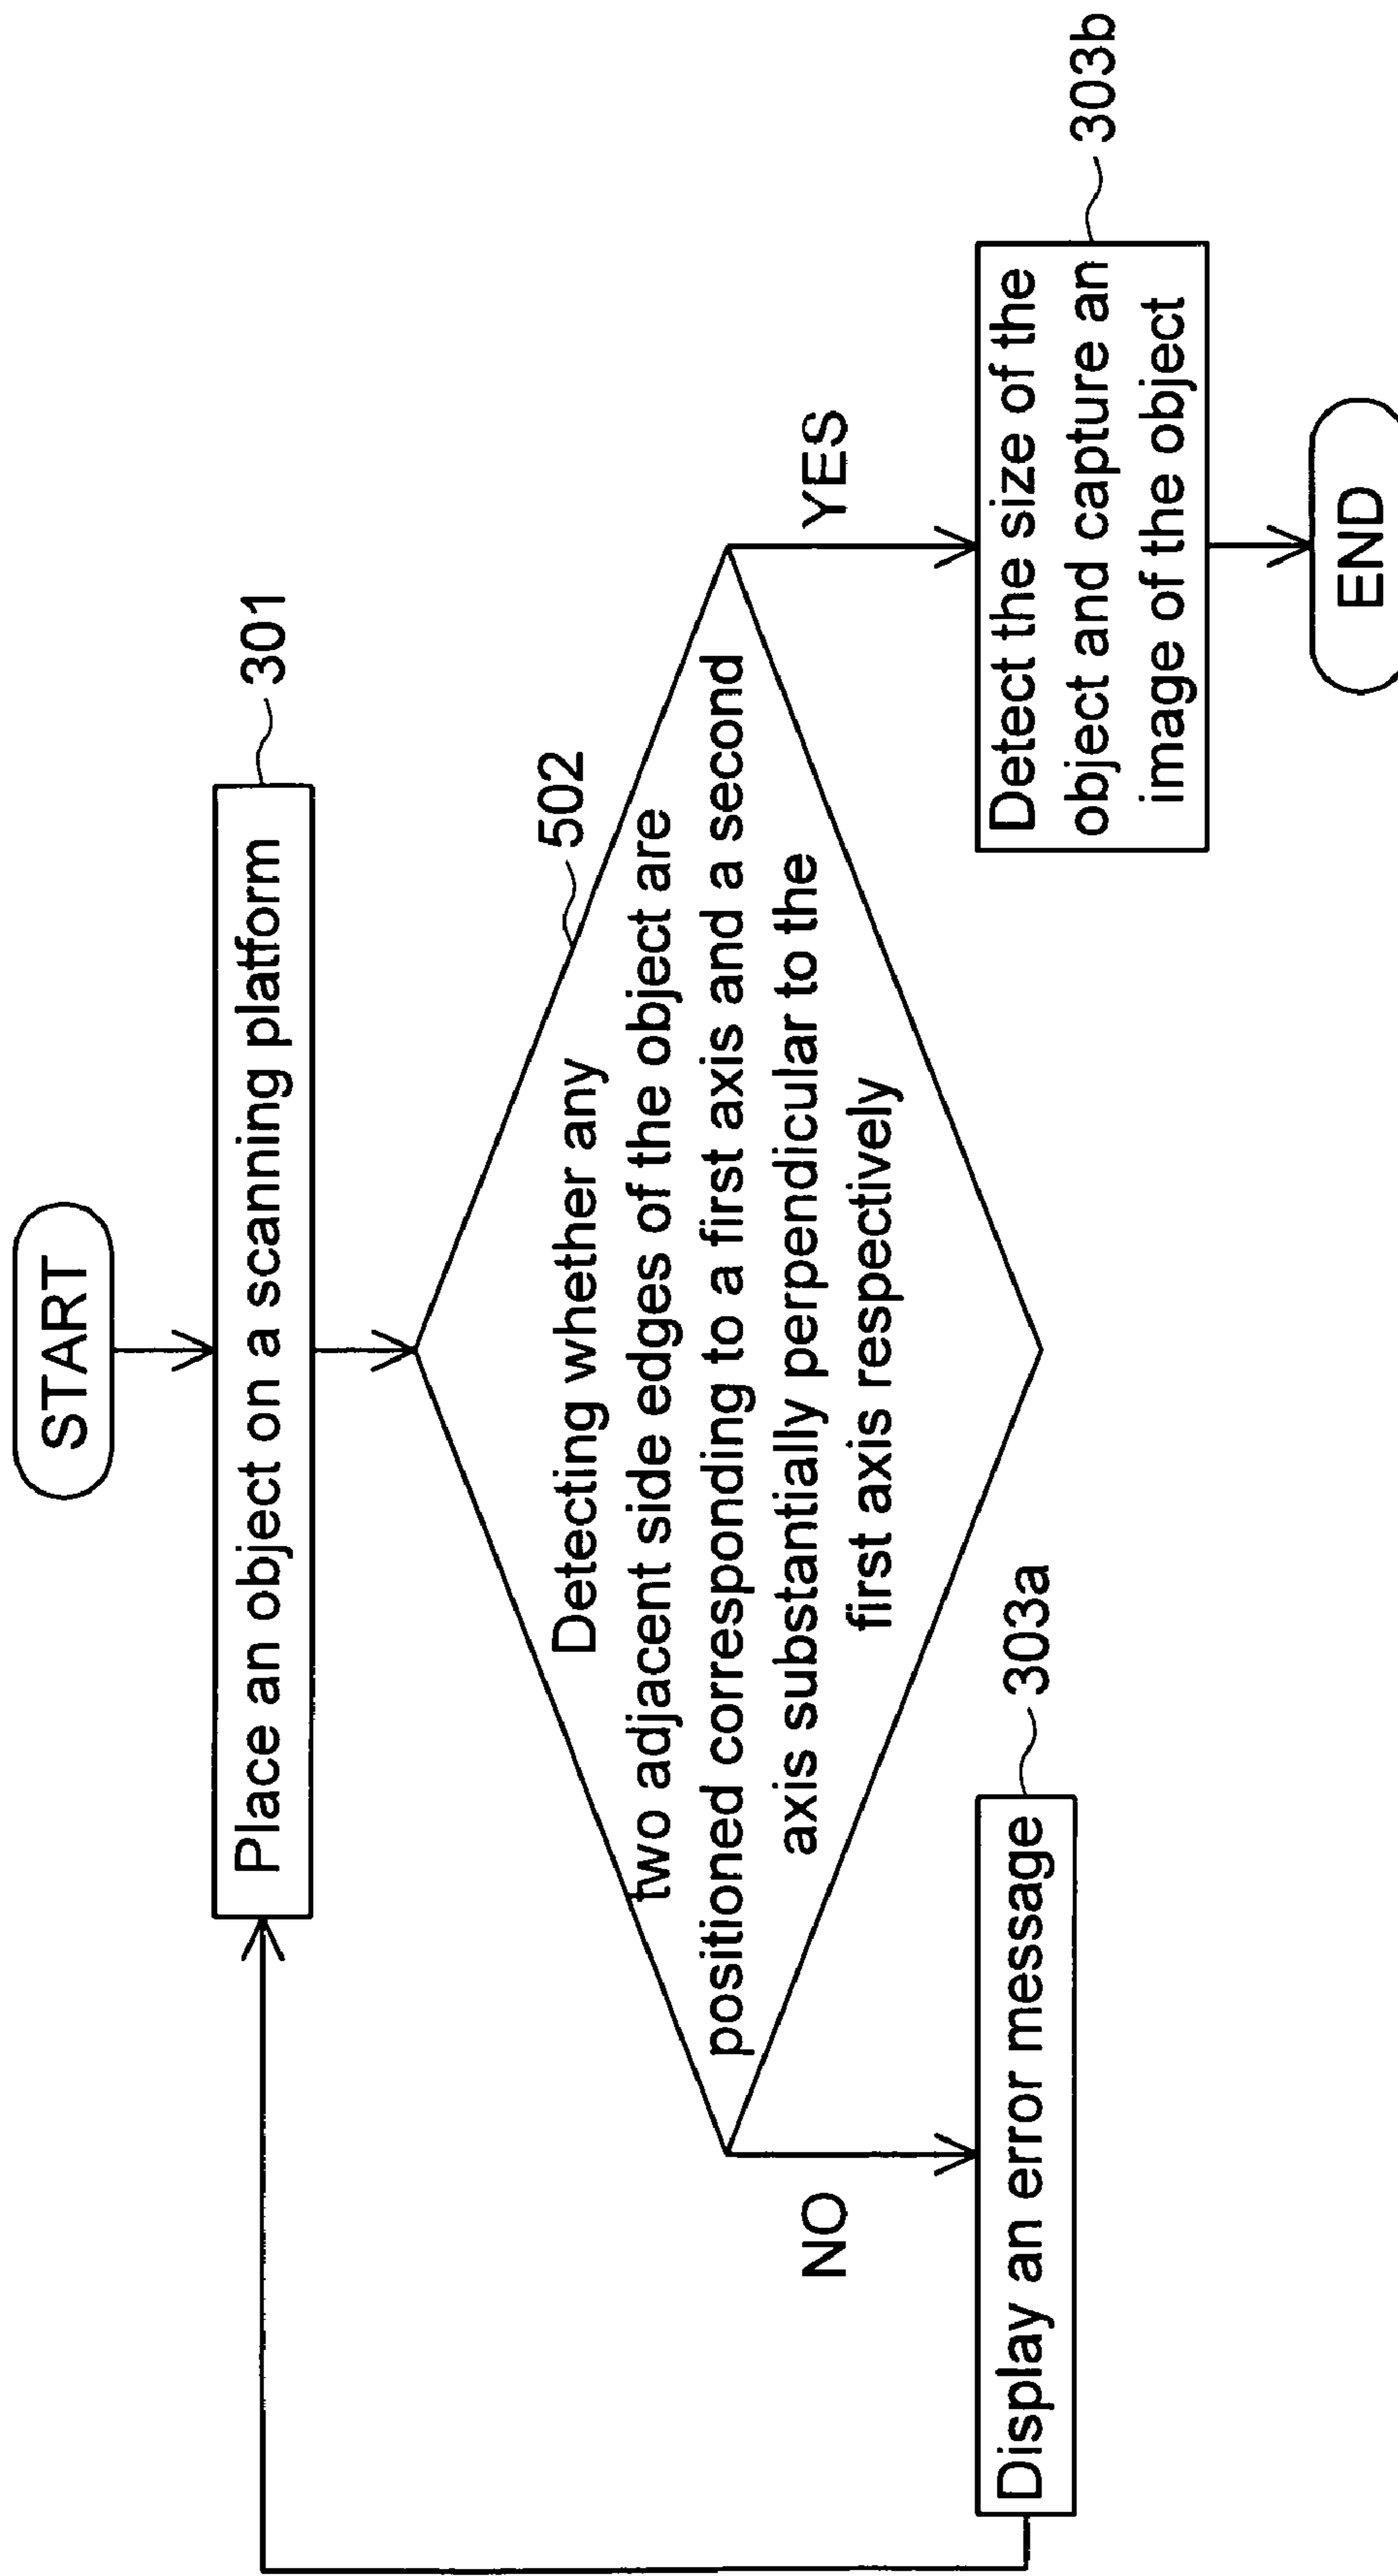 START
Place an object on a scanning platform
301
Detecting whether any
two adjacent side edges of the object are
positioned corresponding to a first axis and a second
axis substantially perpendicular to the
first axis respectively
502
NO
YES
Display an error message
303a
Detect the size of the
object and capture an
image of the object
303b
END